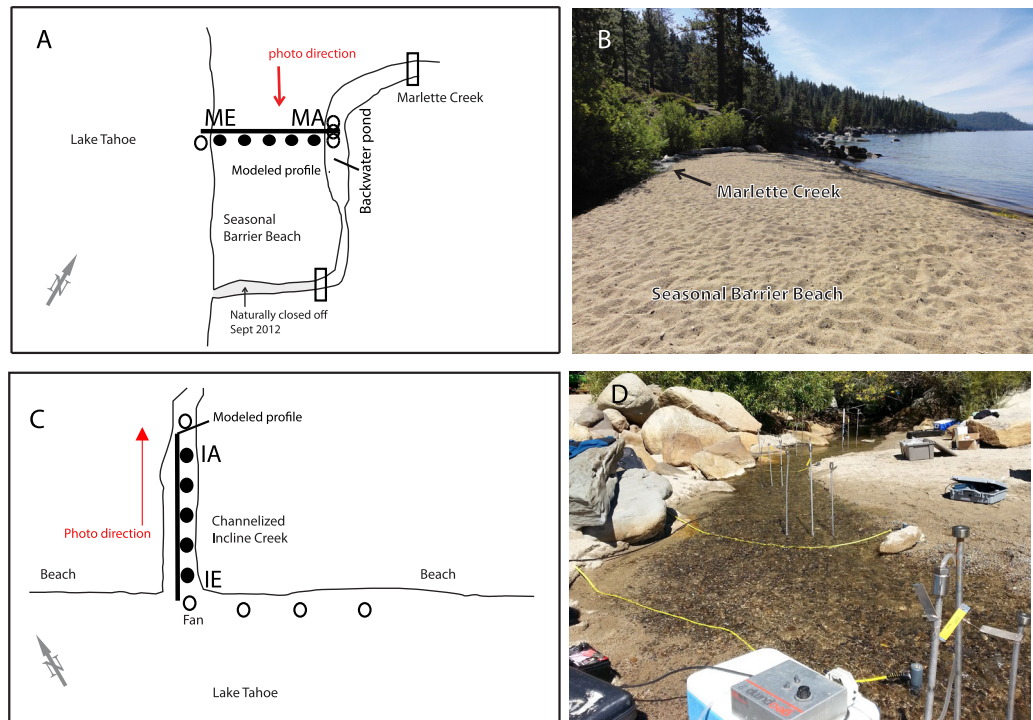 A
photo direction
Marlette Creek
ME
MA
Lake Tahoe
Modeled profile
Backwater pond
Seasonal
Barrier Beach
N
Naturally closed off
Sept 2012
B
Marlette Creek
Seasonal Barrier Beach
C
Modeled profile
IA
Photo direction
Channelized
Incline Creek
Beach
IE
Beach
Fan
N
Lake Tahoe
D